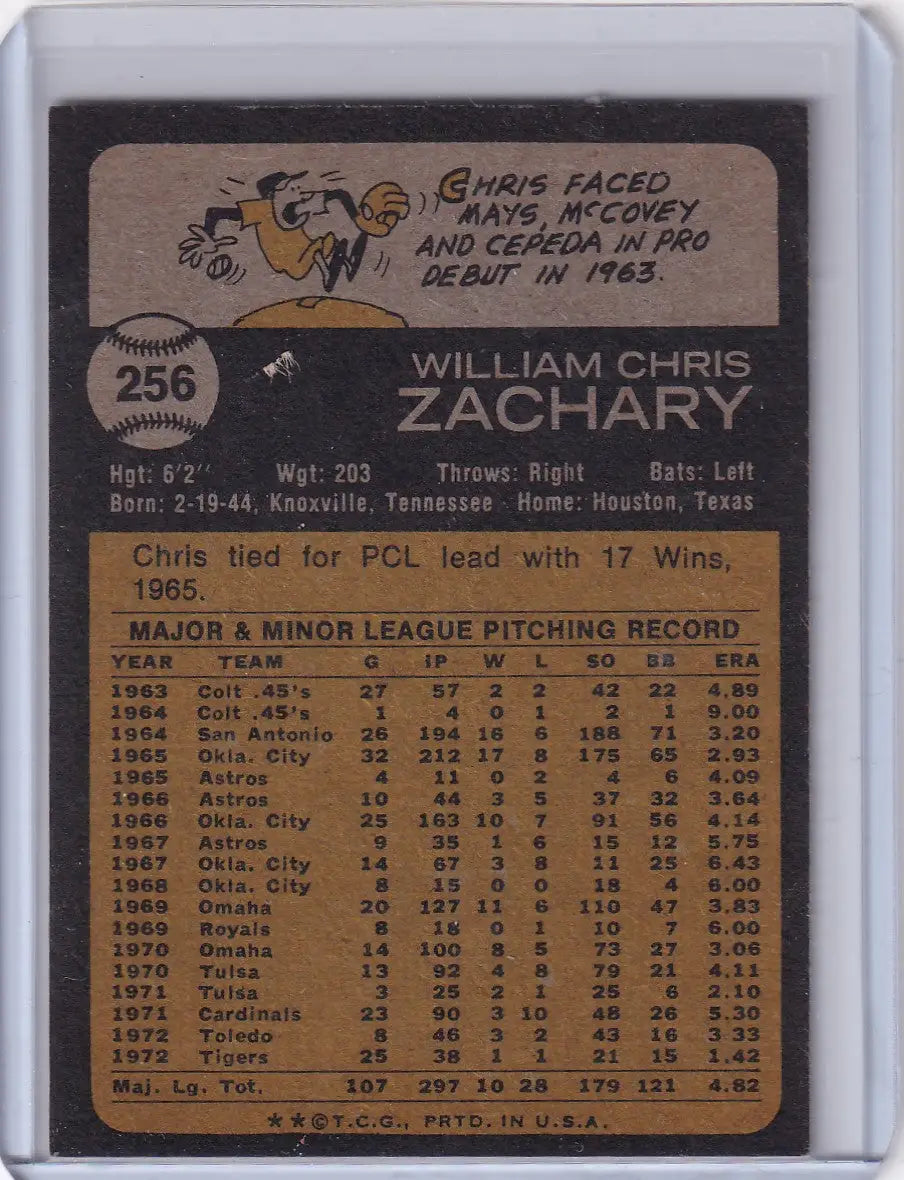 CHRIS FACED
MAYS, McCOVEY
AND CEPEDA IN PRO
DEBUT IN 1963.
256
WILLIAM CHRIS
ZACHARY
Hgt: 6'2'' Wgt: 203 Throws: Right Bats: Left
Born: 2-19-44, Knoxville, Tennessee Home: Houston, Texas
Chris tied for PCL lead with 17 Wins,
1965.
MAJOR & MINOR LEAGUE PITCHING RECORD
YEAR TEAM G IP W L SO BB ERA
1963 Colt .45's 27 57 2 2 42 22 4.89
1964 Colt .45's 1 4 0 1 2 1 9.00
1964 San Antonio 26 194 16 6 188 71 3.20
1965 Okla. City 32 212 17 8 175 65 2.93
1965 Astros 4 11 0 2 4 6 4.09
1966 Astros 10 44 3 5 37 32 3.64
1966 Okla. City 25 163 10 7 91 56 4.14
1967 Astros 9 35 1 6 15 12 5.75
1967 Okla. City 14 67 3 8 11 25 6.43
1968 Okla. City 8 15 0 0 18 4 6.00
1969 Omaha 20 127 11 6 110 47 3.83
1969 Royals 8 18 0 1 10 7 6.00
1970 Omaha 14 100 8 5 73 27 3.06
1970 Tulsa 13 92 4 8 79 21 4.11
1971 Tulsa 3 25 2 1 25 6 2.10
1971 Cardinals 23 90 3 10 48 26 5.30
1972 Toledo 8 46 3 2 43 16 3.33
1972 Tigers 25 38 1 1 21 15 1.42
Maj. Lg. Tot. 107 297 10 28 179 121 4.82
**©T.C.G., PRTD. IN U.S.A.